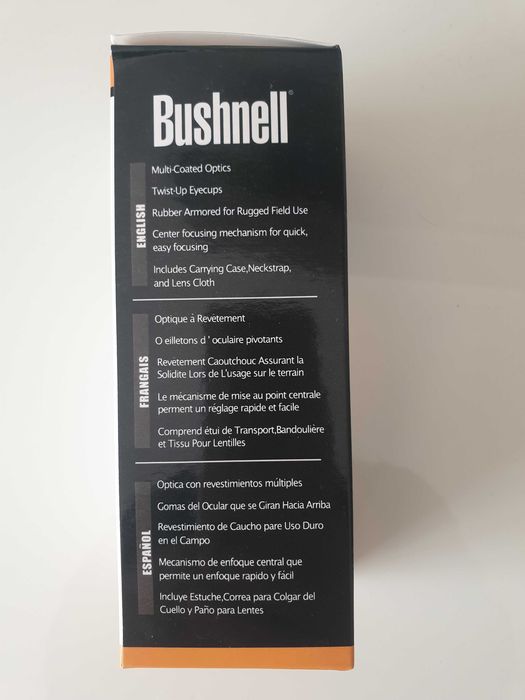 Bushnell®
ENGLISH
Multi-Coated Optics
Twist-Up Eyecups
Rubber Armored for Rugged Field Use
Center focusing mechanism for quick,
easy focusing
Includes Carrying Case,Neckstrap,
and Lens Cloth
FRANGAIS
Optique à Revêtement
O eilletons d ' oculaire pivotants
Revêtement Caoutchouc Assurant la
Solidite Lors de L'usage sur le terrain
Le mécanisme de mise au point centrale
perment un réglage rapide et facile
Comprend étui de Transport,Bandoulière
et Tissu Pour Lentilles
ESPAÑOL
Optica con revestimientos múltiples
Gomas del Ocular que se Giran Hacia Arriba
Revestimiento de Caucho pare Uso Duro
en el Campo
Mecanismo de enfoque central que
permite un enfoque rapido y fácil
Incluye Estuche,Correa para Colgar del
Cuello y Paño para Lentes